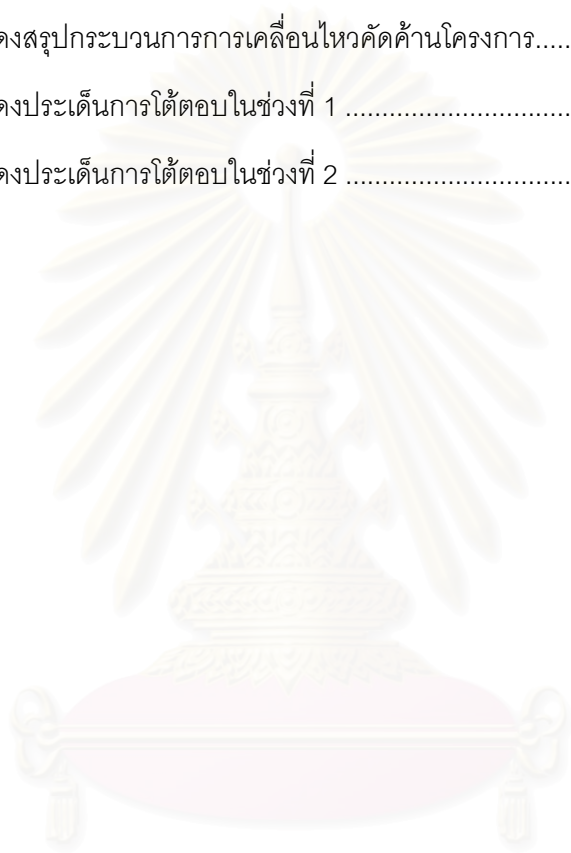 ดงสรุปกระบวนการการเคลื่อนไหวคัดค้านโครงการ.....
ดงประเด็นการโต้ตอบในช่วงที่ 1 ...............................
ดงประเด็นการโต้ตอบในช่วงที่ 2 ...............................